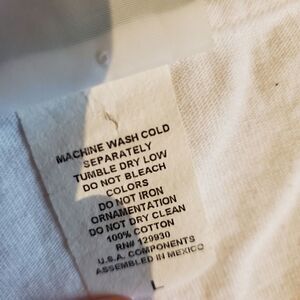 MACHINE WASH COLD
SEPARATELY
TUMBLE DRY LOW
DO NOT BLEACH
COLORS
DO NOT IRON
ORNAMENTATION
DO NOT DRY CLEAN
100% COTTON
RN# 129930
U.S.A. COMPONENTS
ASSEMBLED IN MEXICO
L